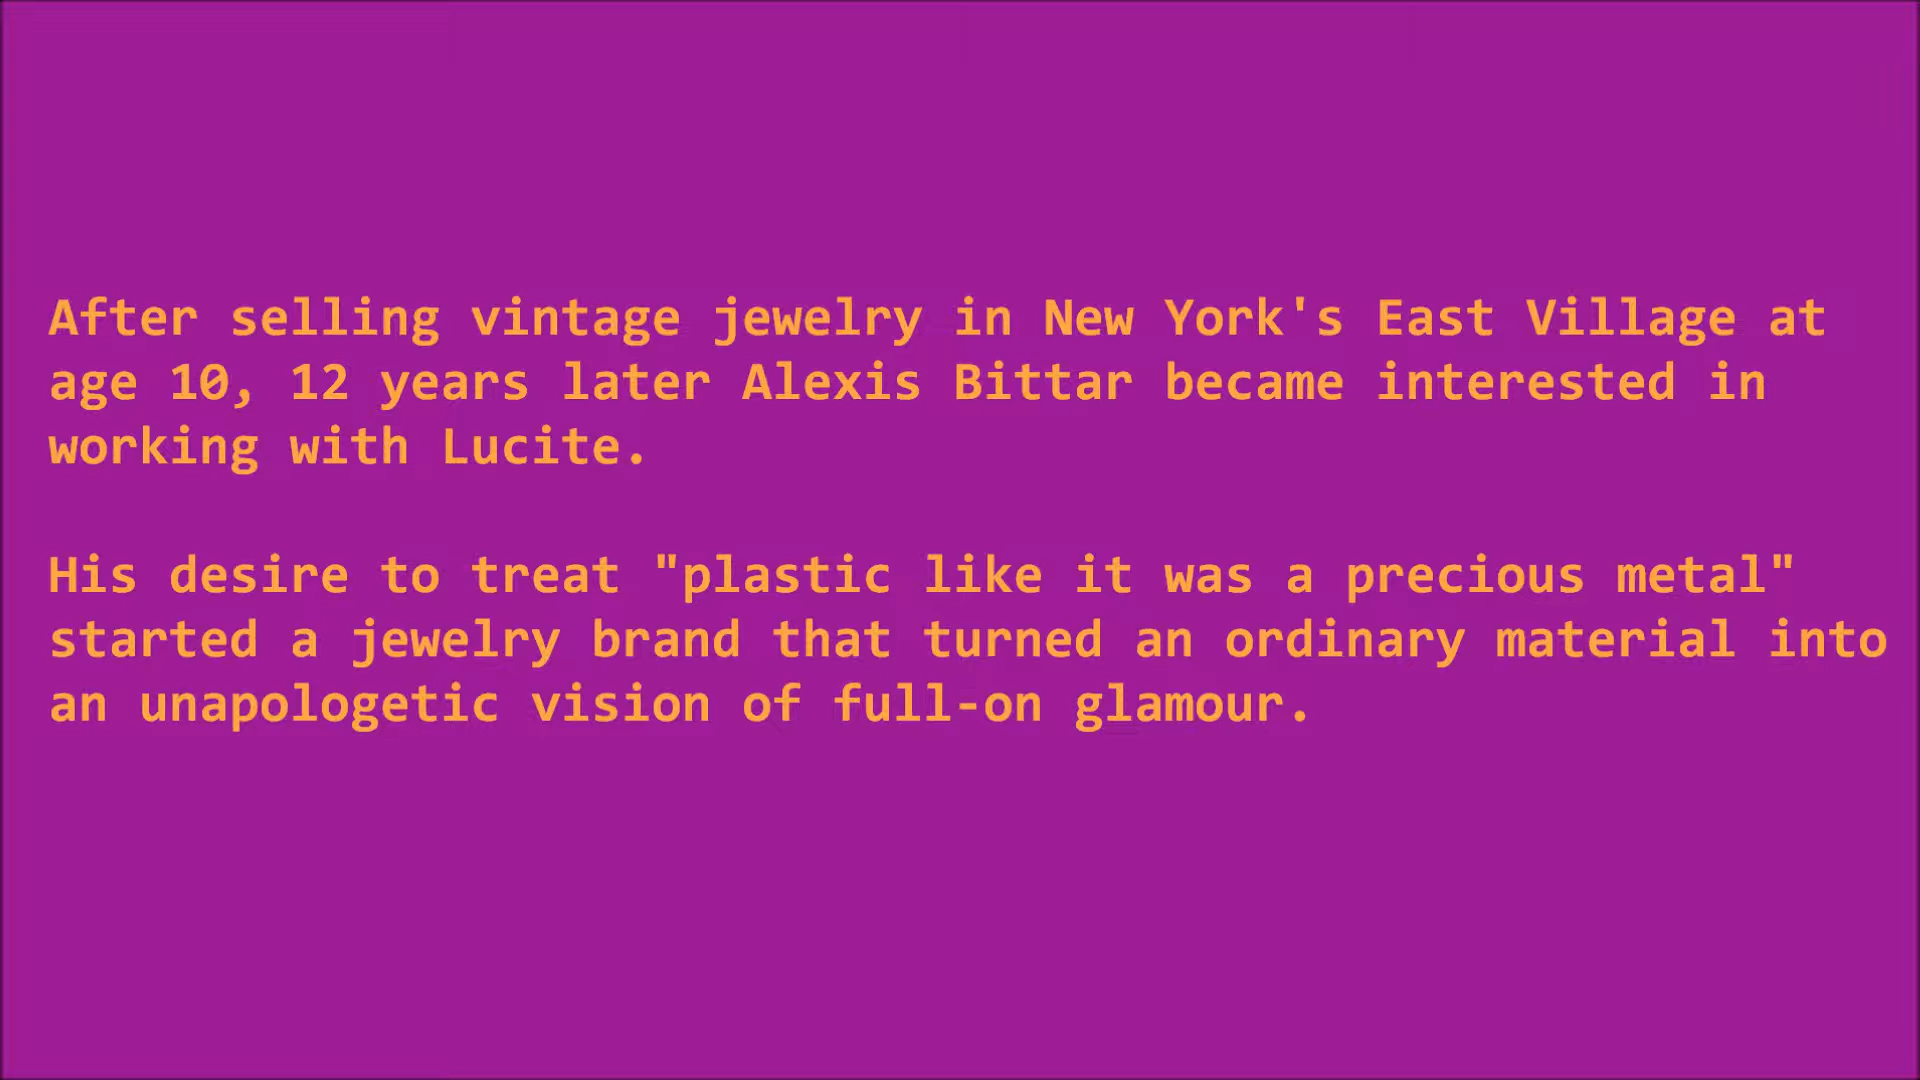 After selling vintage jewelry in New York's East Village at
age 10, 12 years later Alexis Bittar became interested in
working with Lucite.
His desire to treat "plastic like it was a precious metal"
started a jewelry brand that turned an ordinary material into
an unapologetic vision of full-on glamour.